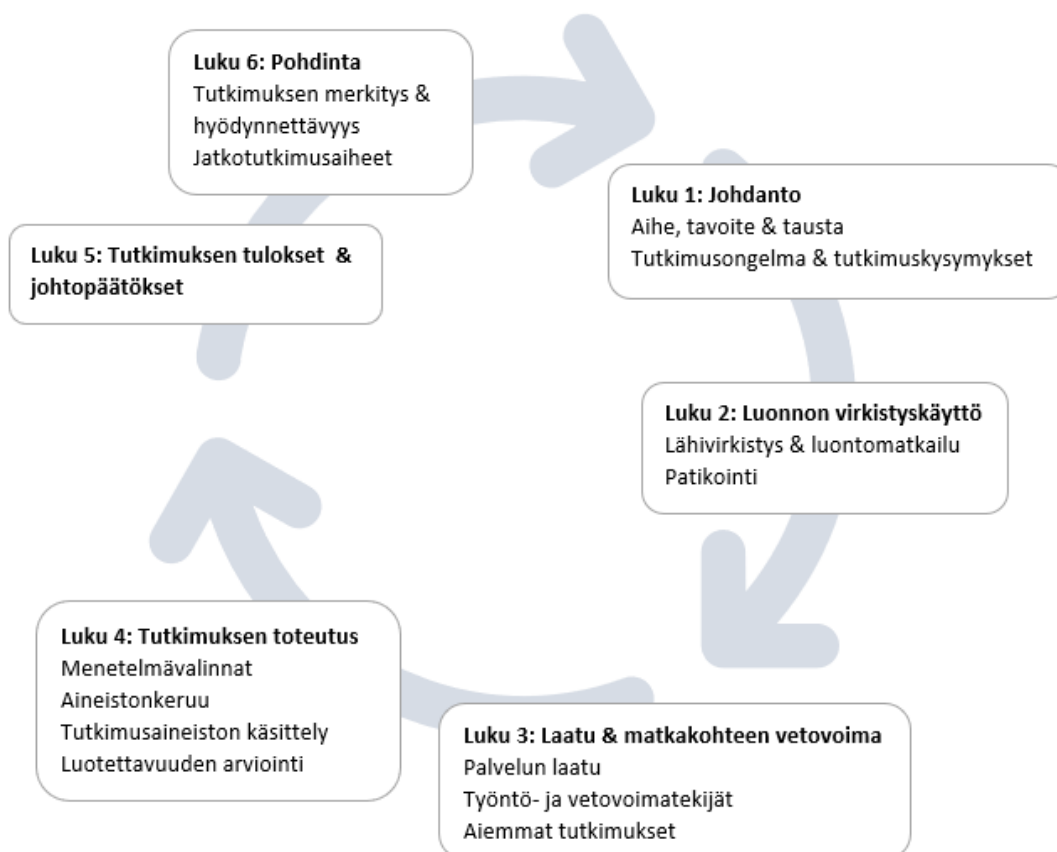 Luku 6: Pohdinta
Tutkimuksen merkitys &
hyödynnettävyys
Jatkotutkimusaiheet
Luku 1: Johdanto
Aihe, tavoite & tausta
Tutkimusongelma & tutkimuskysymykset
Luku 5: Tutkimuksen tulokset &
johtopäätökset
Luku 2: Luonnon virkistyskäyttö
Lähivirkistys & luontomatkailu
Patikointi
Luku 4: Tutkimuksen toteutus
Menetelmävalinnat
Aineistonkeruu
Tutkimusaineiston käsittely
Luotettavuuden arviointi
Luku 3: Laatu & matkakohteen vetovoima
Palvelun laatu
Työntö- ja vetovoimatekijät
Aiemmat tutkimukset